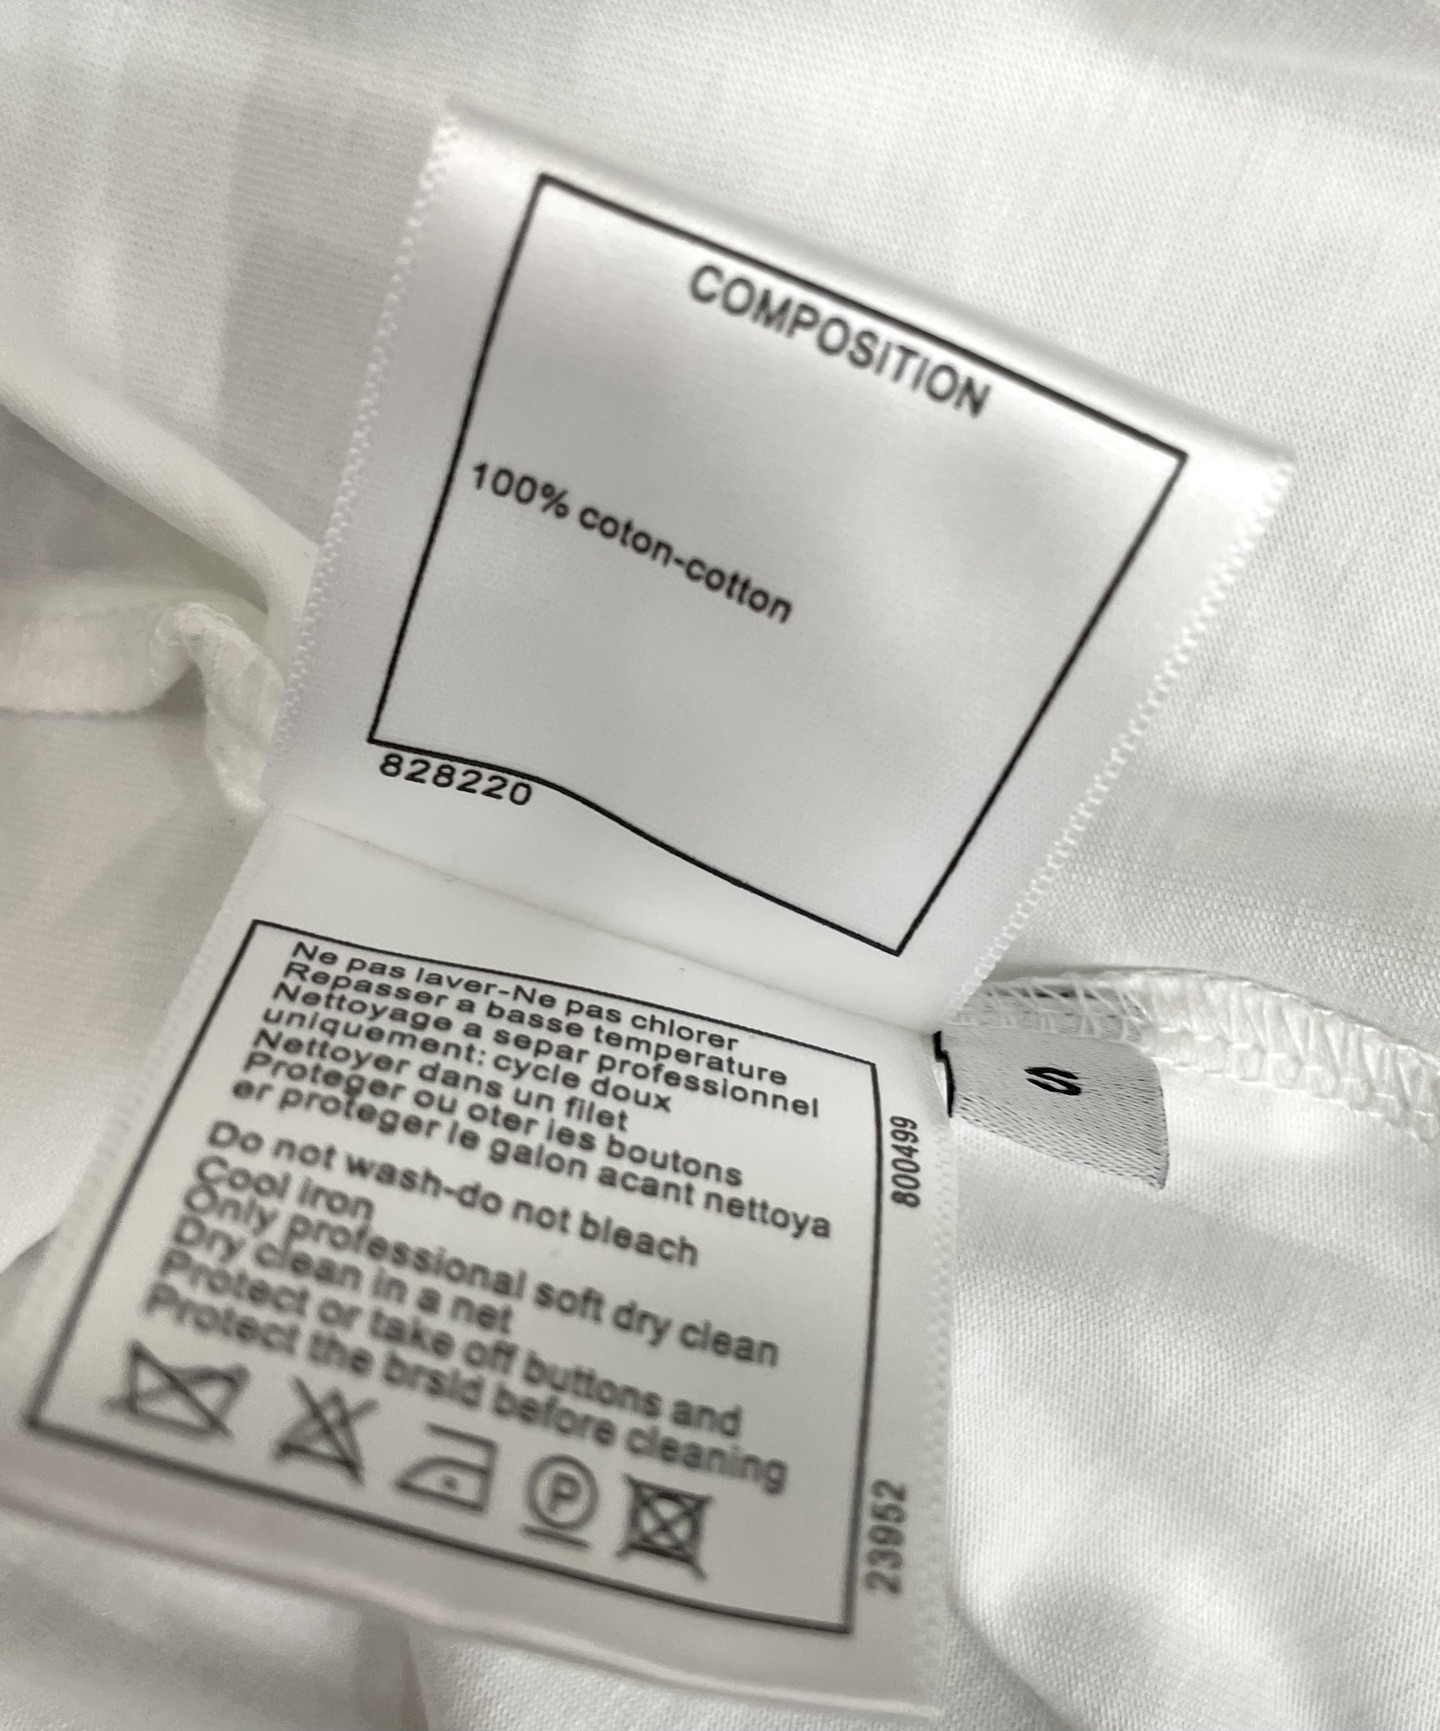 COMPOSITION
100% coton-cotton
828220
Ne pas laver-Ne pas chlorer
Repasser a basse temperature
Nettoyage a separ professionnel
uniquement: cycle doux
Nettoyer dans un filet
Proteger ou oter ies boutons
er proteger le galon acant nettoya
Do not wash-do not bleach
Cool iron
Only professional soft dry clean
Dry clean in a net
Protect or take off buttons and
Protect the brsld before cleaning
P
800499
23952
S